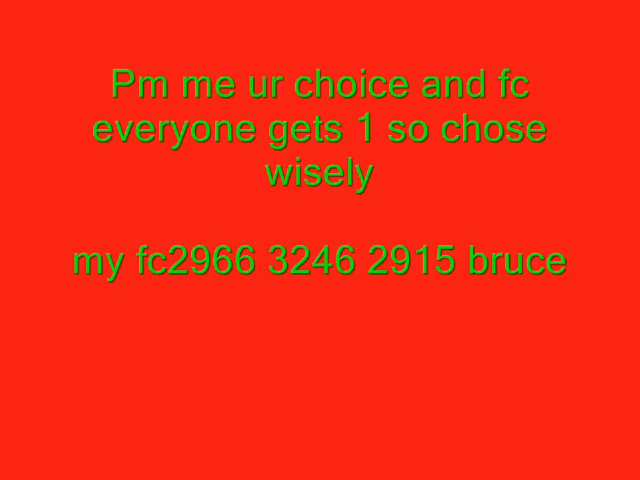 Pm me ur choice and fc
everyone gets 1 so chose
wisely
my fc2966 3246 2915 bruce